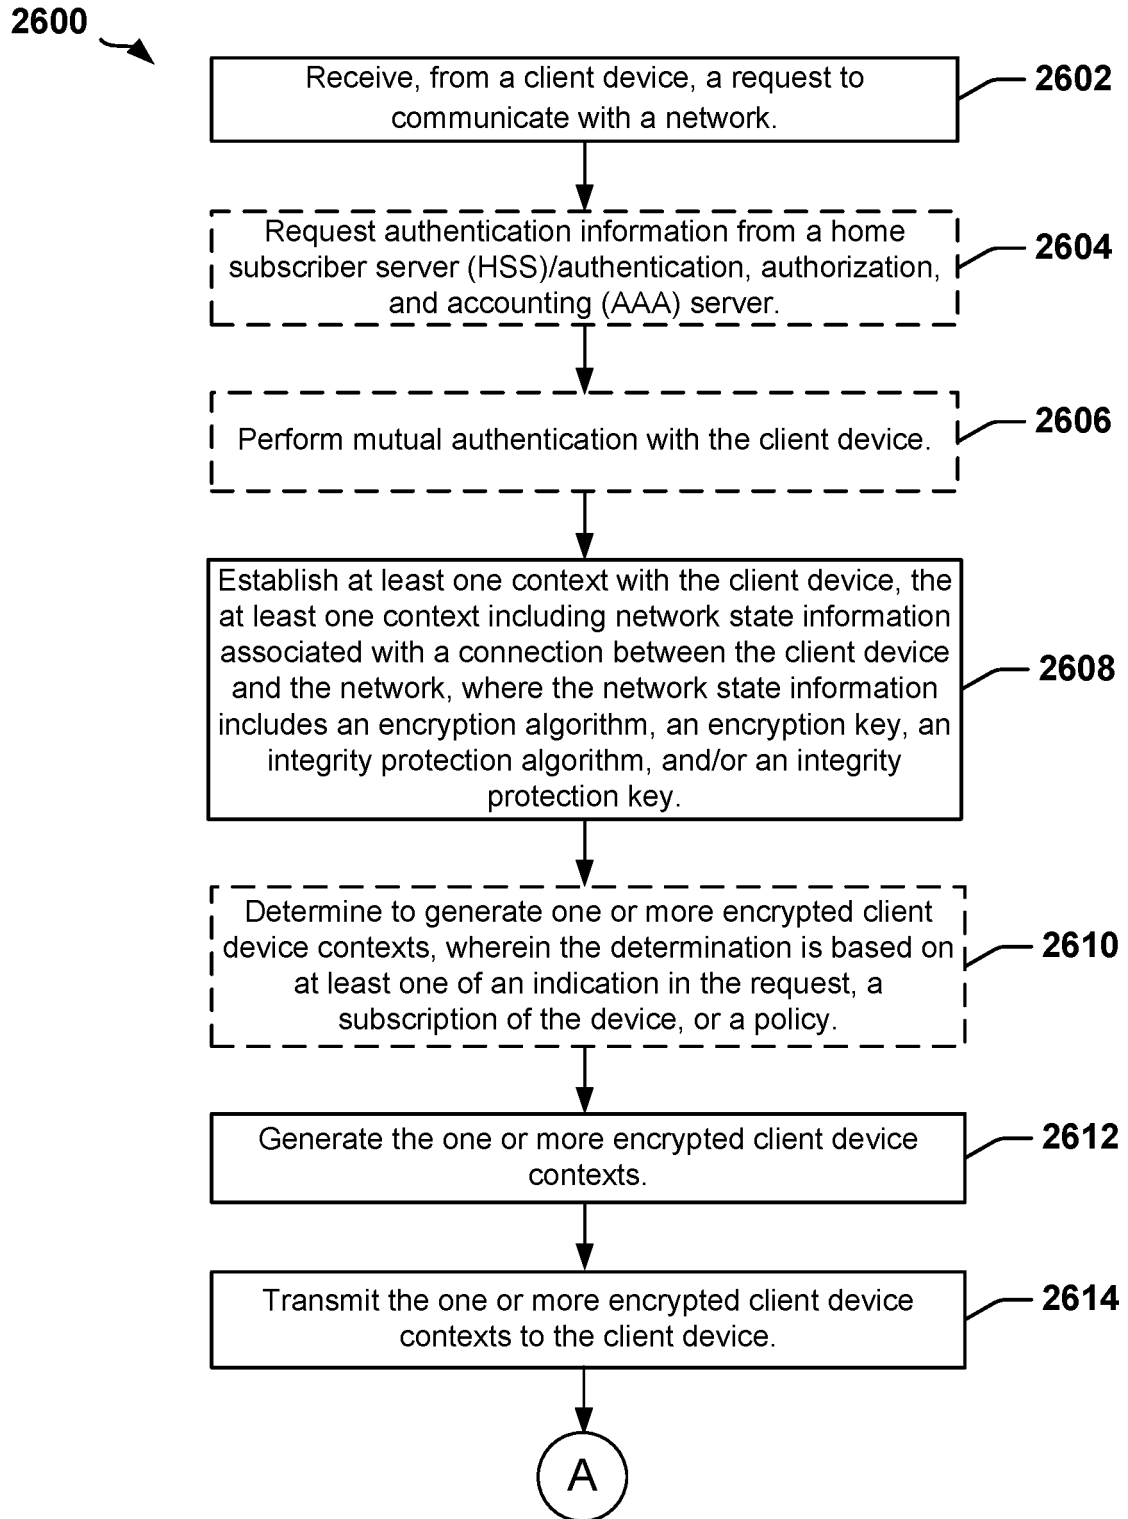 2600
Receive, from a client device, a request to
communicate with a network.
2602
Request authentication information from a home
subscriber server (HSS)/authentication, authorization,
and accounting (AAA) server.
2604
Perform mutual authentication with the client device.
2606
Establish at least one context with the client device, the
at least one context including network state information
associated with a connection between the client device
and the network, where the network state information
includes an encryption algorithm, an encryption key, an
integrity protection algorithm, and/or an integrity
protection key.
2608
Determine to generate one or more encrypted client
device contexts, wherein the determination is based on
at least one of an indication in the request, a
subscription of the device, or a policy.
2610
Generate the one or more encrypted client device
contexts.
2612
Transmit the one or more encrypted client device
contexts to the client device.
2614
A